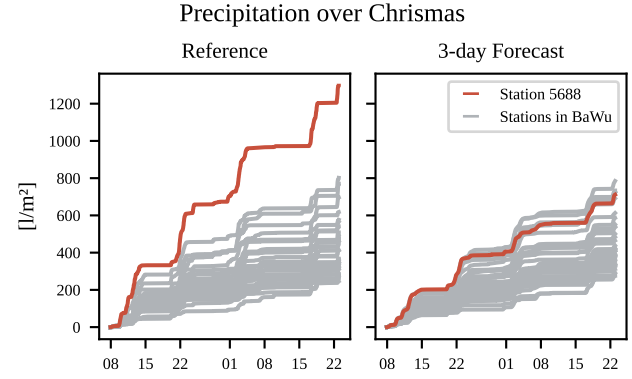 Precipitation over Chrismas
Reference
3-day Forecast
[l/m²]
1200
1000
800
600
400
200
0
Station 5688
Stations in BaWu
08 15 22 01 08 15 22
08 15 22 01 08 15 22